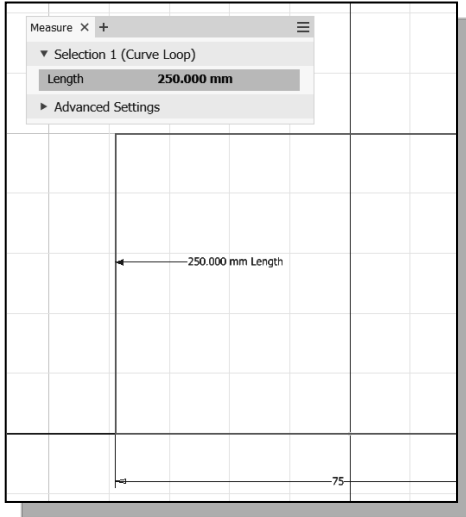 Measure × +
Selection 1 (Curve Loop)
Length 250.000 mm
Advanced Settings
250.000 mm Length
75